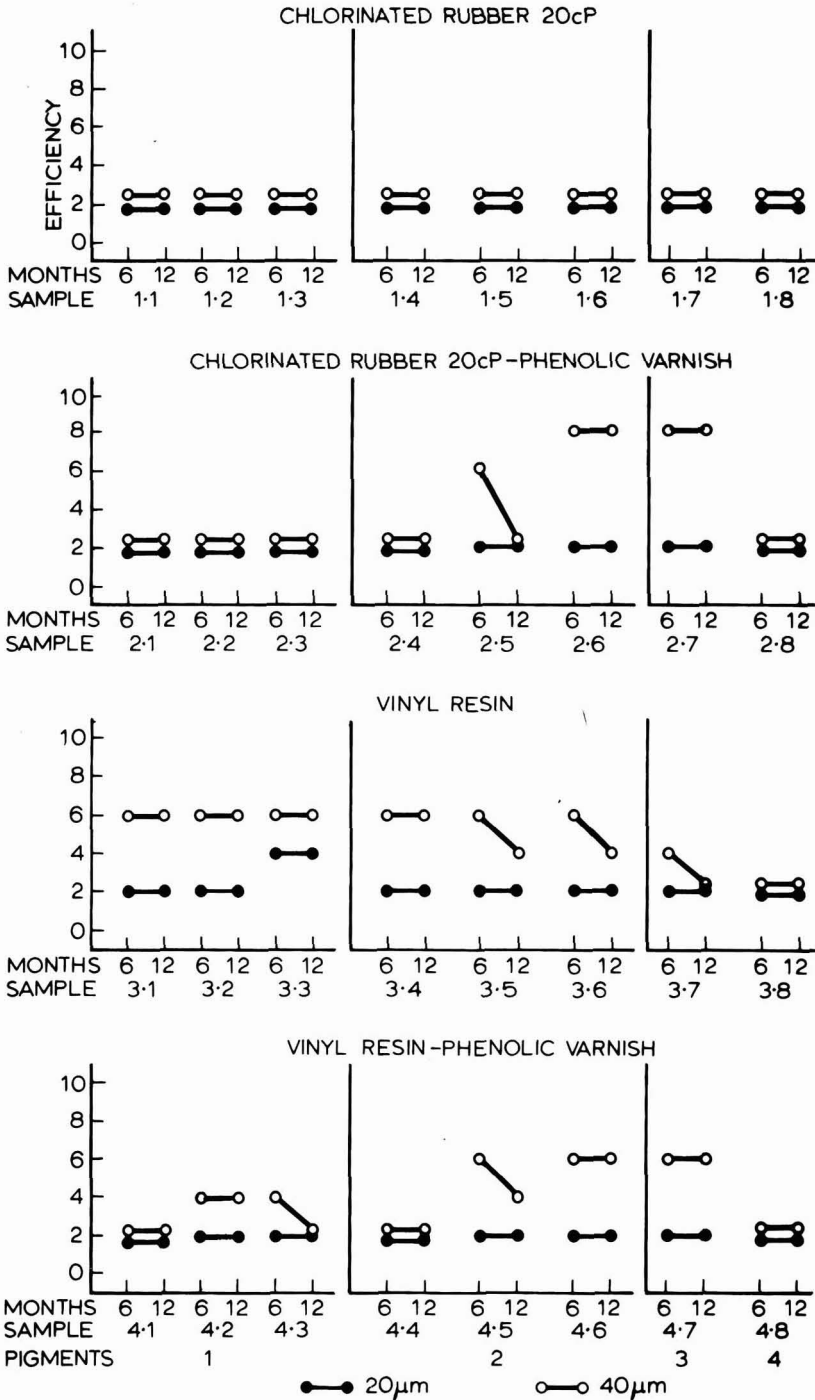 CHLORINATED RUBBER 20cP
10
8
6
4
2
0
EFFICIENCY
MONTHS 6 12 6 12 6 12 6 12 6 12 6 12 6 12 6 12
SAMPLE 1·1 1·2 1·3 1·4 1·5 1·6 1·7 1·8
CHLORINATED RUBBER 20cP-PHENOLIC VARNISH
10
8
6
4
2
0
MONTHS 6 12 6 12 6 12 6 12 6 12 6 12 6 12 6 12
SAMPLE 2·1 2·2 2·3 2·4 2·5 2·6 2·7 2·8
VINYL RESIN
10
8
6
4
2
0
MONTHS 6 12 6 12 6 12 6 12 6 12 6 12 6 12 6 12
SAMPLE 3·1 3·2 3·3 3·4 3·5 3·6 3·7 3·8
VINYL RESIN-PHENOLIC VARNISH
10
8
6
4
2
0
MONTHS 6 12 6 12 6 12 6 12 6 12 6 12 6 12 6 12
SAMPLE 4·1 4·2 4·3 4·4 4·5 4·6 4·7 4·8
PIGMENTS 1 2 3 4
20μm 40μm